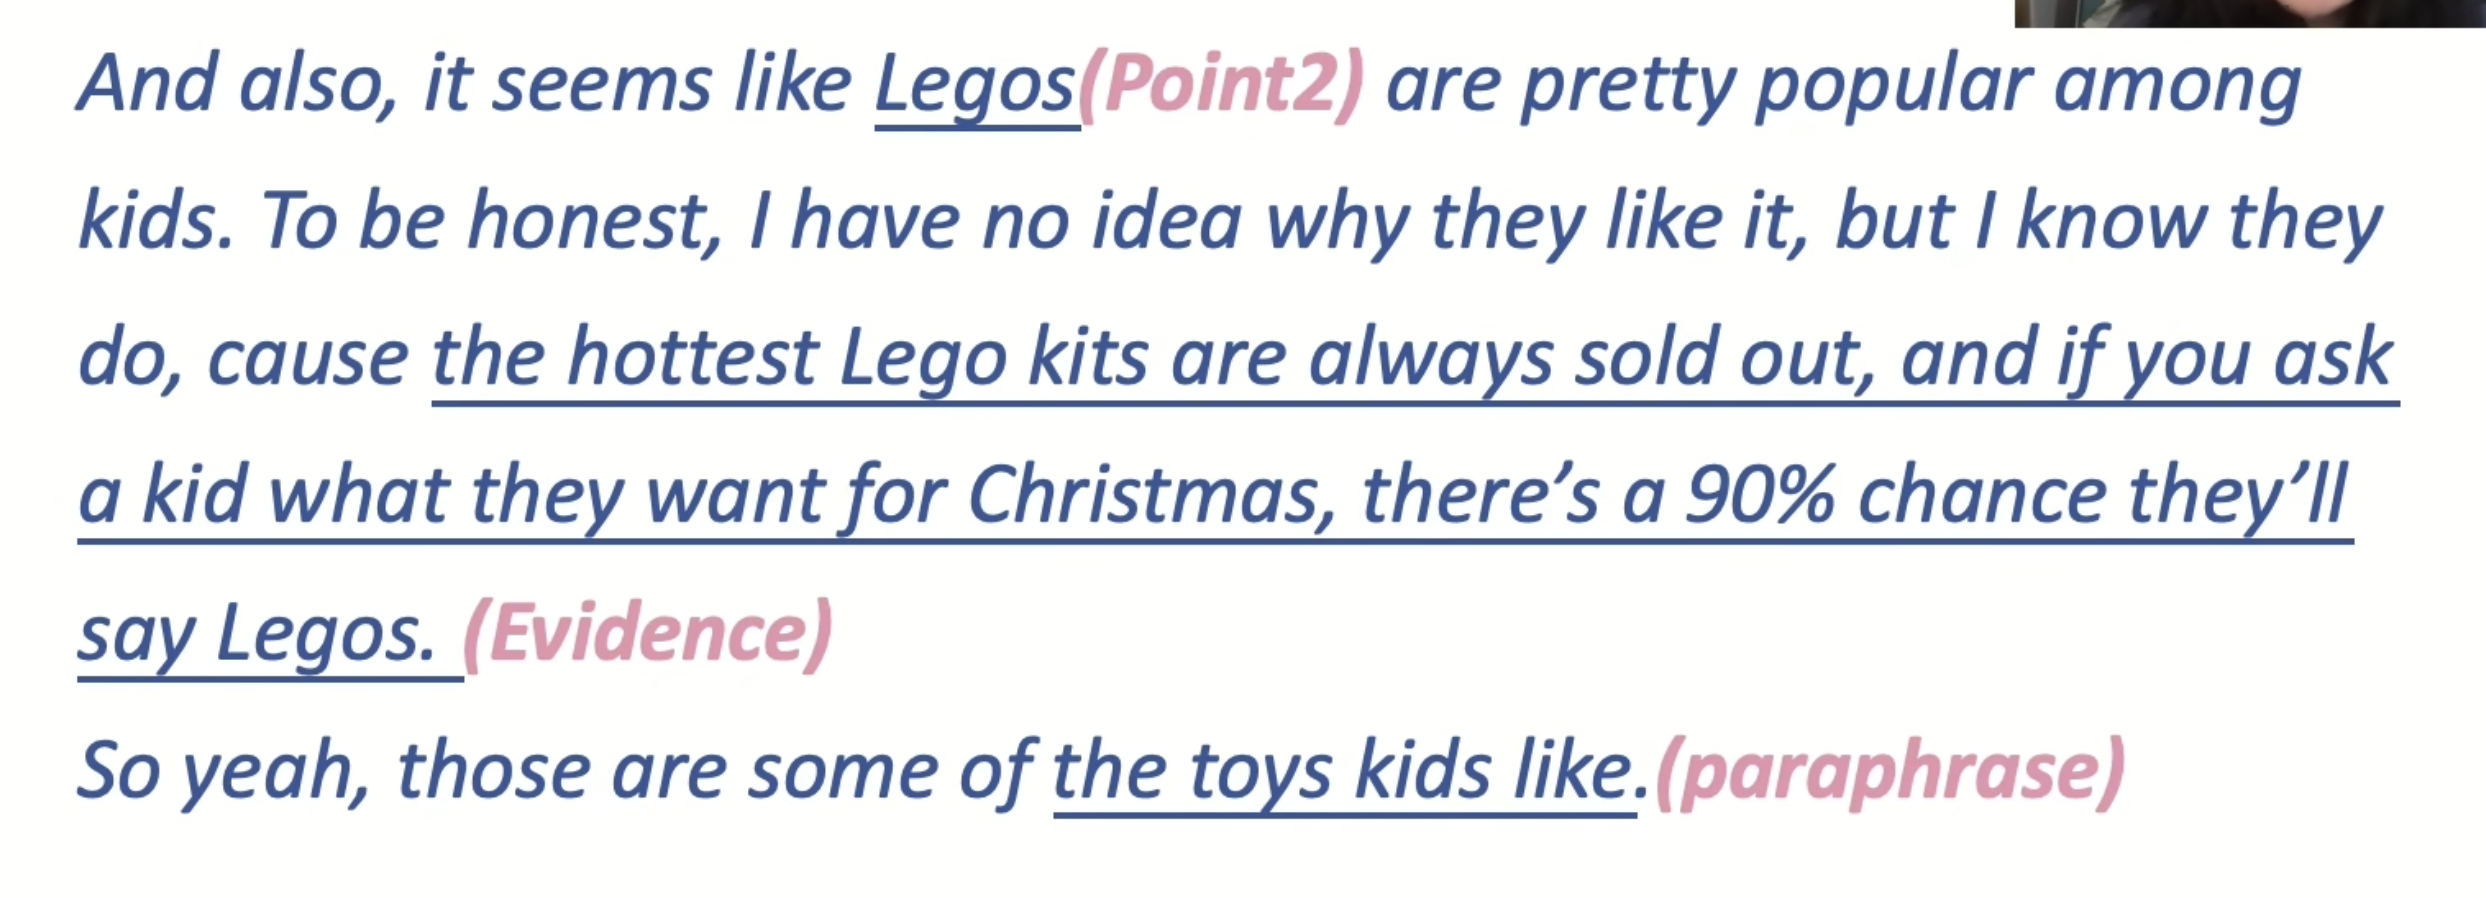 And also, it seems like Legos(Point2) are pretty popular among
kids. To be honest, I have no idea why they like it, but I know they
do, cause the hottest Lego kits are always sold out, and if you ask
a kid what they want for Christmas, there’s a 90% chance they’ll
say Legos. (Evidence)
So yeah, those are some of the toys kids like.(paraphrase)